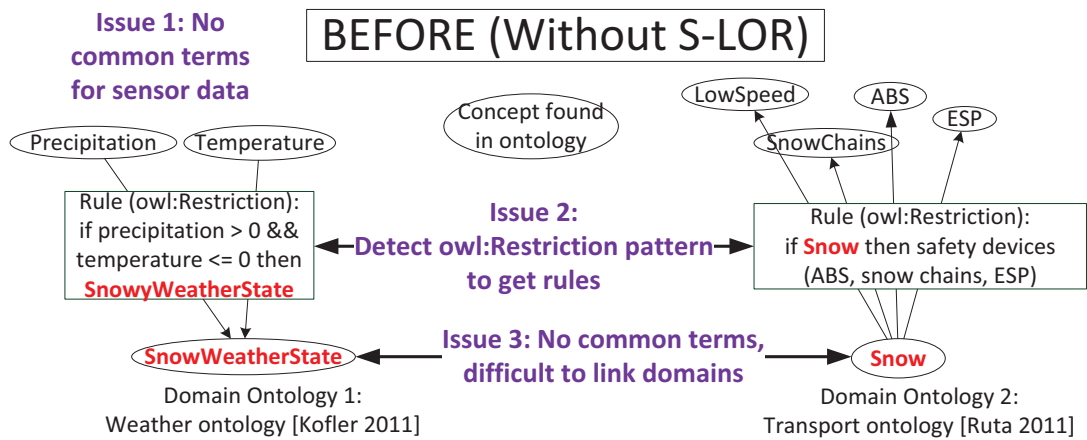 Issue 1: No
common terms
for sensor data
BEFORE (Without S-LOR)
Precipitation
Temperature
Concept found
in ontology
LowSpeed
ABS
ESP
SnowChains
Rule (owl:Restriction):
if precipitation > 0 &&
temperature <= 0 then
SnowyWeatherState
Issue 2:
Detect owl:Restriction pattern
to get rules
Rule (owl:Restriction):
if Snow then safety devices
(ABS, snow chains, ESP)
SnowWeatherState
Issue 3: No common terms,
difficult to link domains
Snow
Domain Ontology 1:
Weather ontology [Kofler 2011]
Domain Ontology 2:
Transport ontology [Ruta 2011]